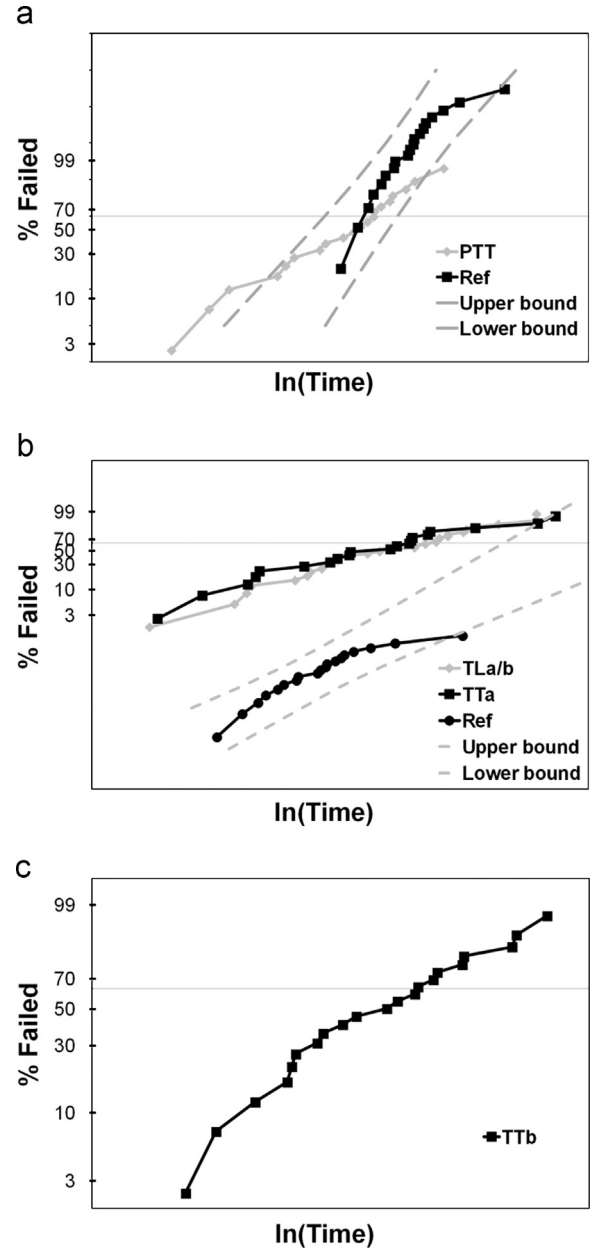 a
99
70
50
30
10
3
% Failed
PTT
Ref
Upper bound
Lower bound
ln(Time)
b
99
70
50
30
10
3
% Failed
TLa/b
TTa
Ref
Upper bound
Lower bound
ln(Time)
c
99
70
50
30
10
3
% Failed
TTb
ln(Time)